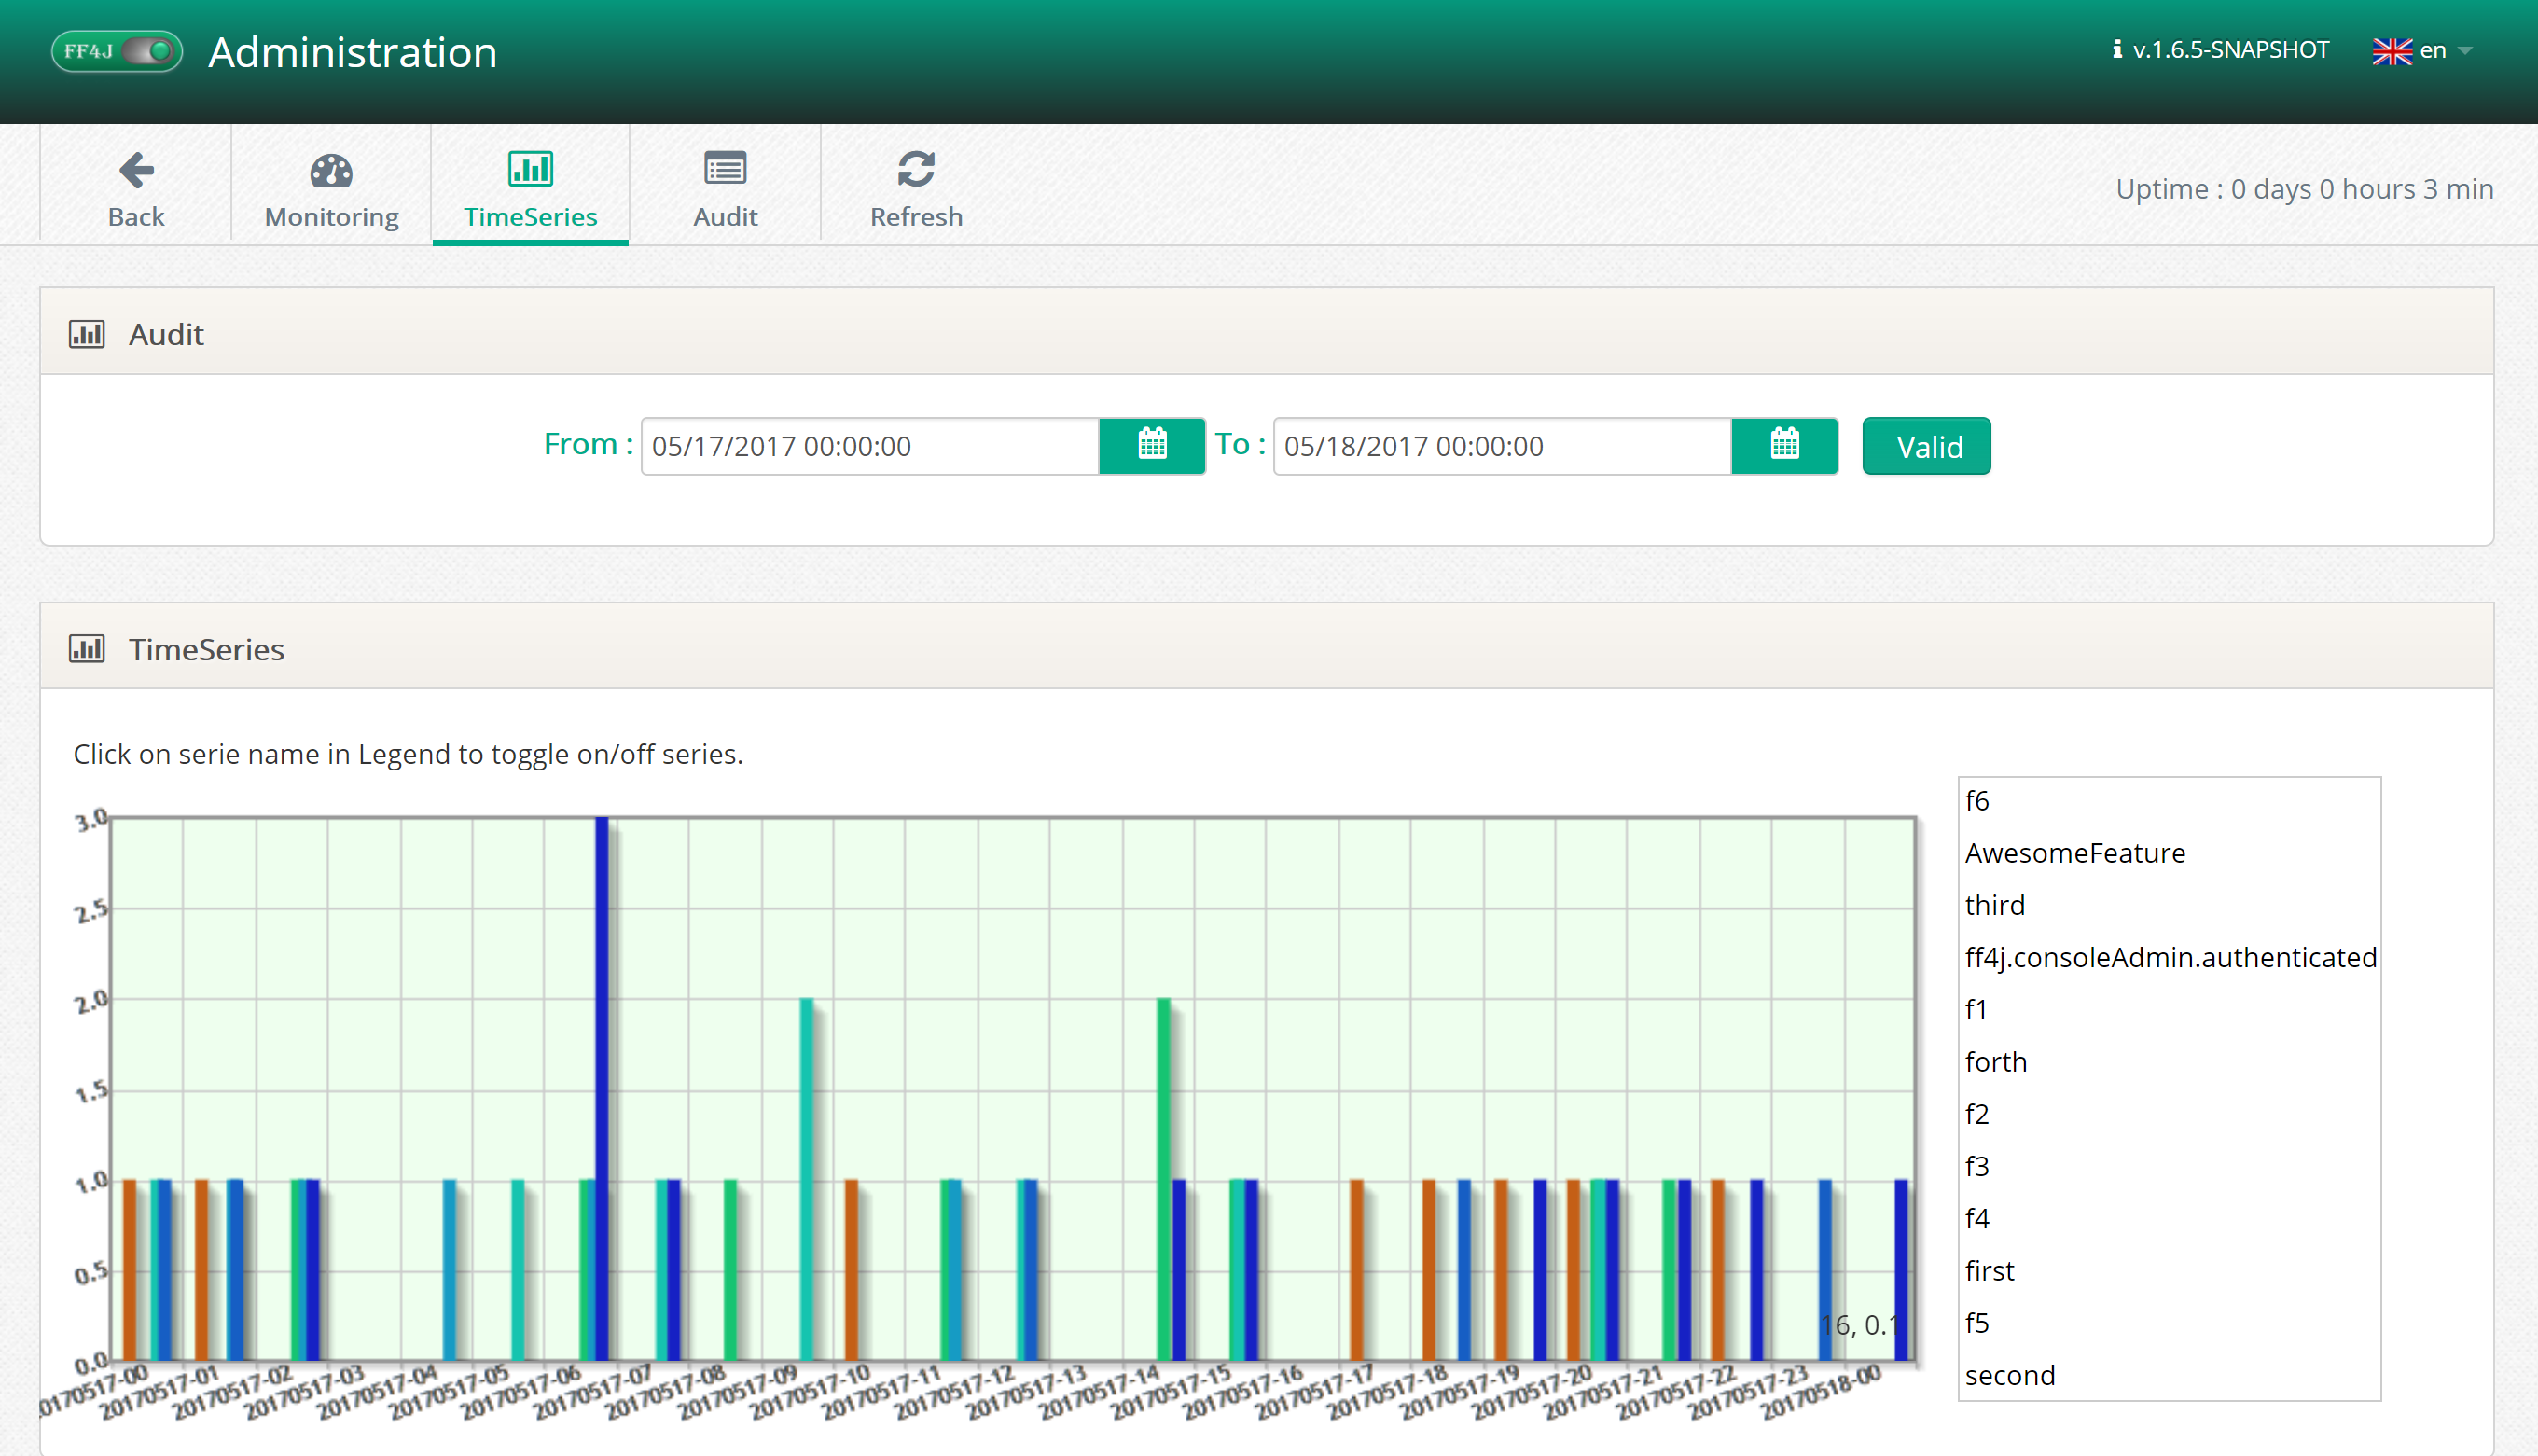 FF4J Administration
v.1.6.5-SNAPSHOT en
Back Monitoring TimeSeries Audit Refresh
Uptime : 0 days 0 hours 3 min
Audit
From : 05/17/2017 00:00:00 To : 05/18/2017 00:00:00 Valid
TimeSeries
Click on serie name in Legend to toggle on/off series.
3.0
2.5
2.0
1.5
1.0
0.5
0.0
16, 0.1
20170517-00 20170517-01 20170517-02 20170517-03 20170517-04 20170517-05 20170517-06 20170517-07 20170517-08 20170517-09 20170517-10 20170517-11 20170517-12 20170517-13 20170517-14 20170517-15 20170517-16 20170517-17 20170517-18 20170517-19 20170517-20 20170517-21 20170517-22 20170517-23 20170518-00
f6
AwesomeFeature
third
ff4j.consoleAdmin.authenticated
f1
forth
f2
f3
f4
first
f5
second